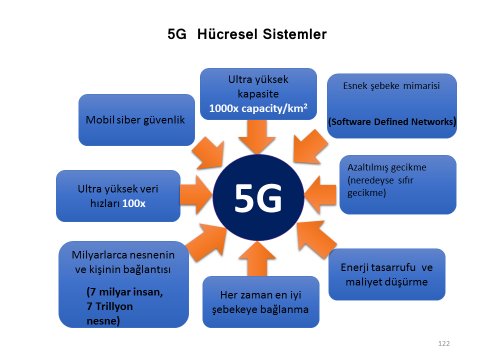 5G Hücresel Sistemler
Ultra yüksek
kapasite
1000x capacity/km²
Esnek şebeke mimarisi
(Software Defined Networks)
Mobil siber güvenlik
Azaltılmış gecikme
(neredeyse sıfır
gecikme)
5G
Ultra yüksek veri
hızları 100x
Milyarlarca nesnenin
ve kişinin bağlantısı
(7 milyar insan,
7 Trillyon
nesne)
Her zaman en iyi
şebekeye bağlanma
Enerji tasarrufu ve
maliyet düşürme
122